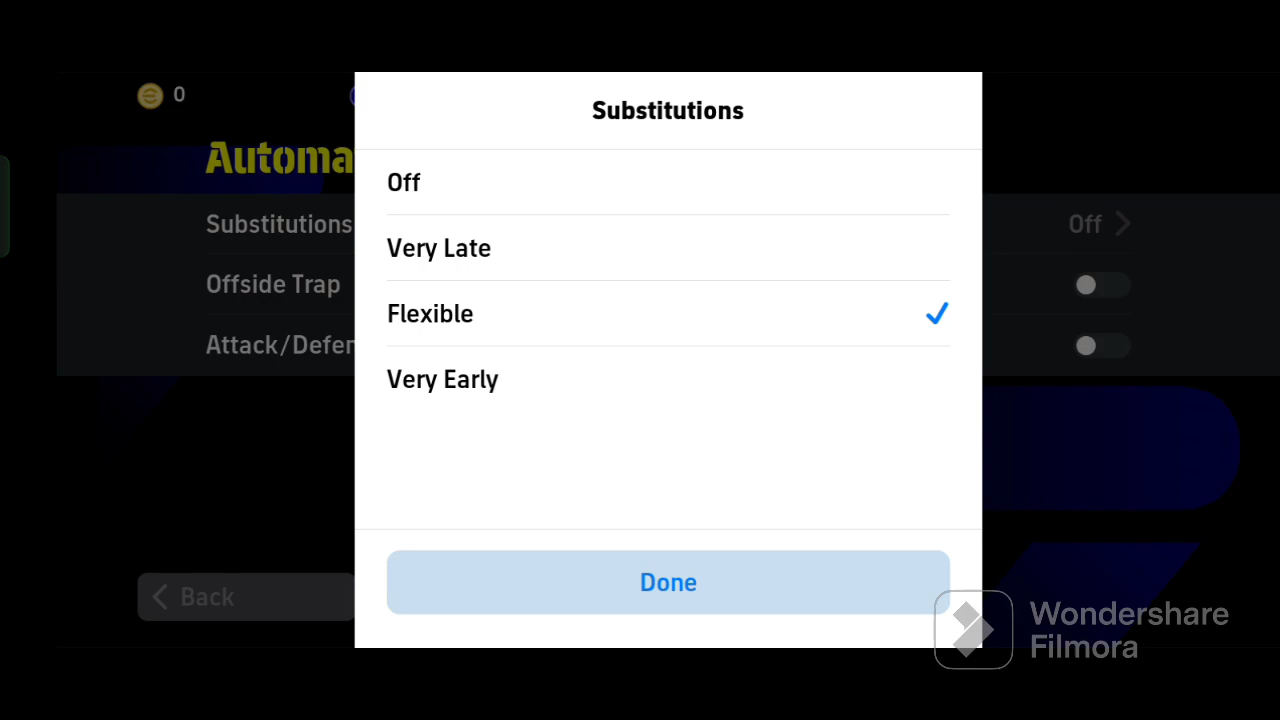 0
Substitutions
Automa
Off
Substitutions
Off
Very Late
Offside Trap
Flexible
Attack/Defen
Very Early
Done
Back
Wondershare
Filmora